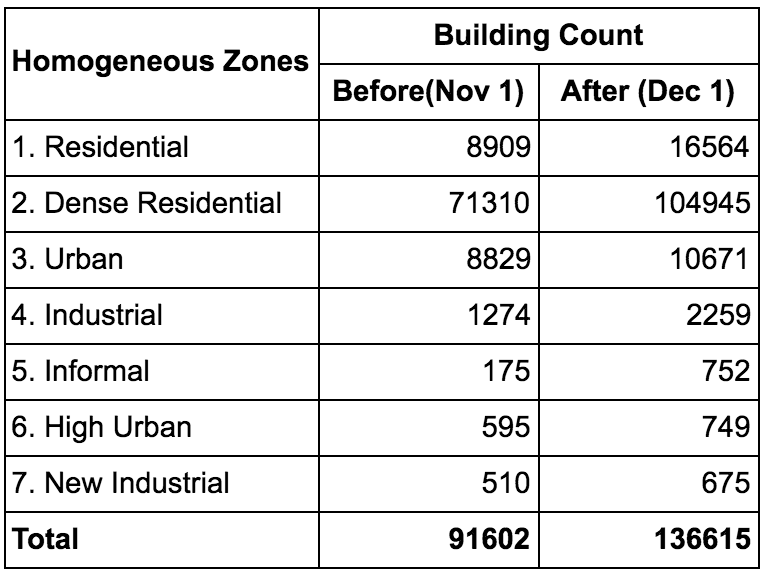 Homogeneous Zones
Building Count
Before(Nov 1) After (Dec 1)
1. Residential 8909 16564
2. Dense Residential 71310 104945
3. Urban 8829 10671
4. Industrial 1274 2259
5. Informal 175 752
6. High Urban 595 749
7. New Industrial 510 675
Total 91602 136615